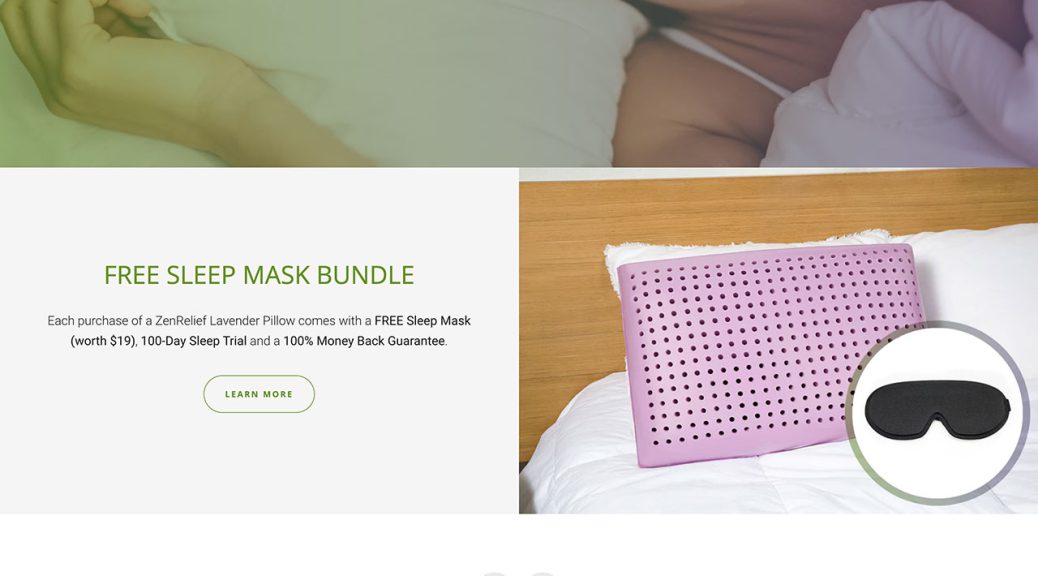 FREE SLEEP MASK BUNDLE
Each purchase of a ZenRelief Lavender Pillow comes with a FREE Sleep Mask
(worth $19), 100-Day Sleep Trial and a 100% Money Back Guarantee.
LEARN MORE